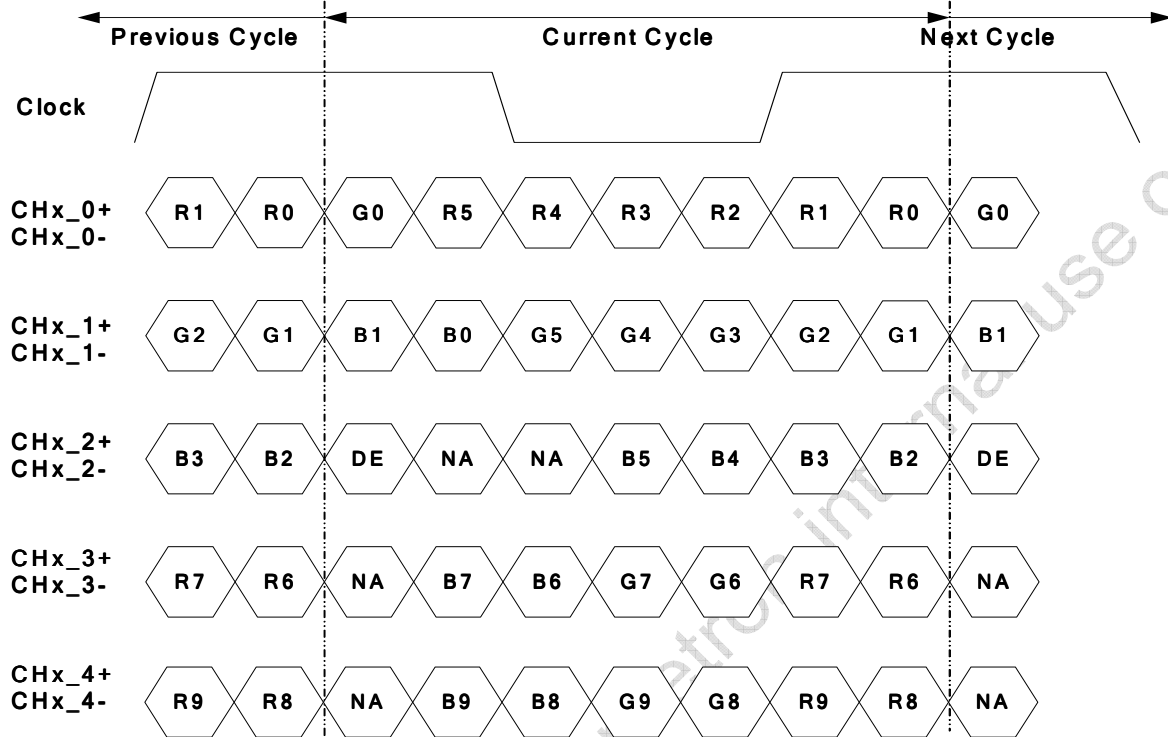 Previous Cycle Current Cycle Next Cycle
Clock
CHx_0+ R1 R0 G0 R5 R4 R3 R2 R1 R0 G0
CHx_0-
CHx_1+ G2 G1 B1 B0 G5 G4 G3 G2 G1 B1
CHx_1-
CHx_2+ B3 B2 DE NA NA B5 B4 B3 B2 DE
CHx_2-
CHx_3+ R7 R6 NA B7 B6 G7 G6 R7 R6 NA
CHx_3-
CHx_4+ R9 R8 NA B9 B8 G9 G8 R9 R8 NA
CHx_4-
use